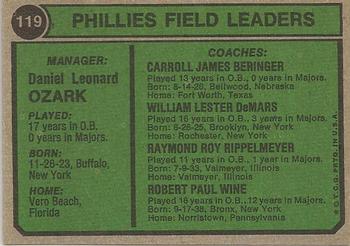 119
PHILLIES FIELD LEADERS
MANAGER:
Daniel Leonard
OZARK
PLAYED:
17 years in O.B.
0 years in Majors.
BORN:
11-26-23, Buffalo,
New York
HOME:
Vero Beach,
Florida
COACHES:
CARROLL JAMES BERINGER
Played 13 years in O.B., 0 years in Majors.
Born: 8-14-28, Bellwood, Nebraska
Home: Fort Worth, Texas
WILLIAM LESTER DeMARS
Played 16 years in O.B., 3 years in Majors.
Born: 8-26-25, Brooklyn, New York
Home: Rochester, New York
RAYMOND ROY RIPPELMEYER
Played 11 years in O.B., 1 year in Majors.
Born: 7-9-33, Valmeyer, Illinois
Home: Valmeyer, Illinois
ROBERT PAUL WINE
Played 16 years in O.B., 12 years in Majors.
Born: 9-17-38, Bronx, New York
Home: Norristown, Pennsylvania
© T.C.G. PRTD. IN U.S.A.